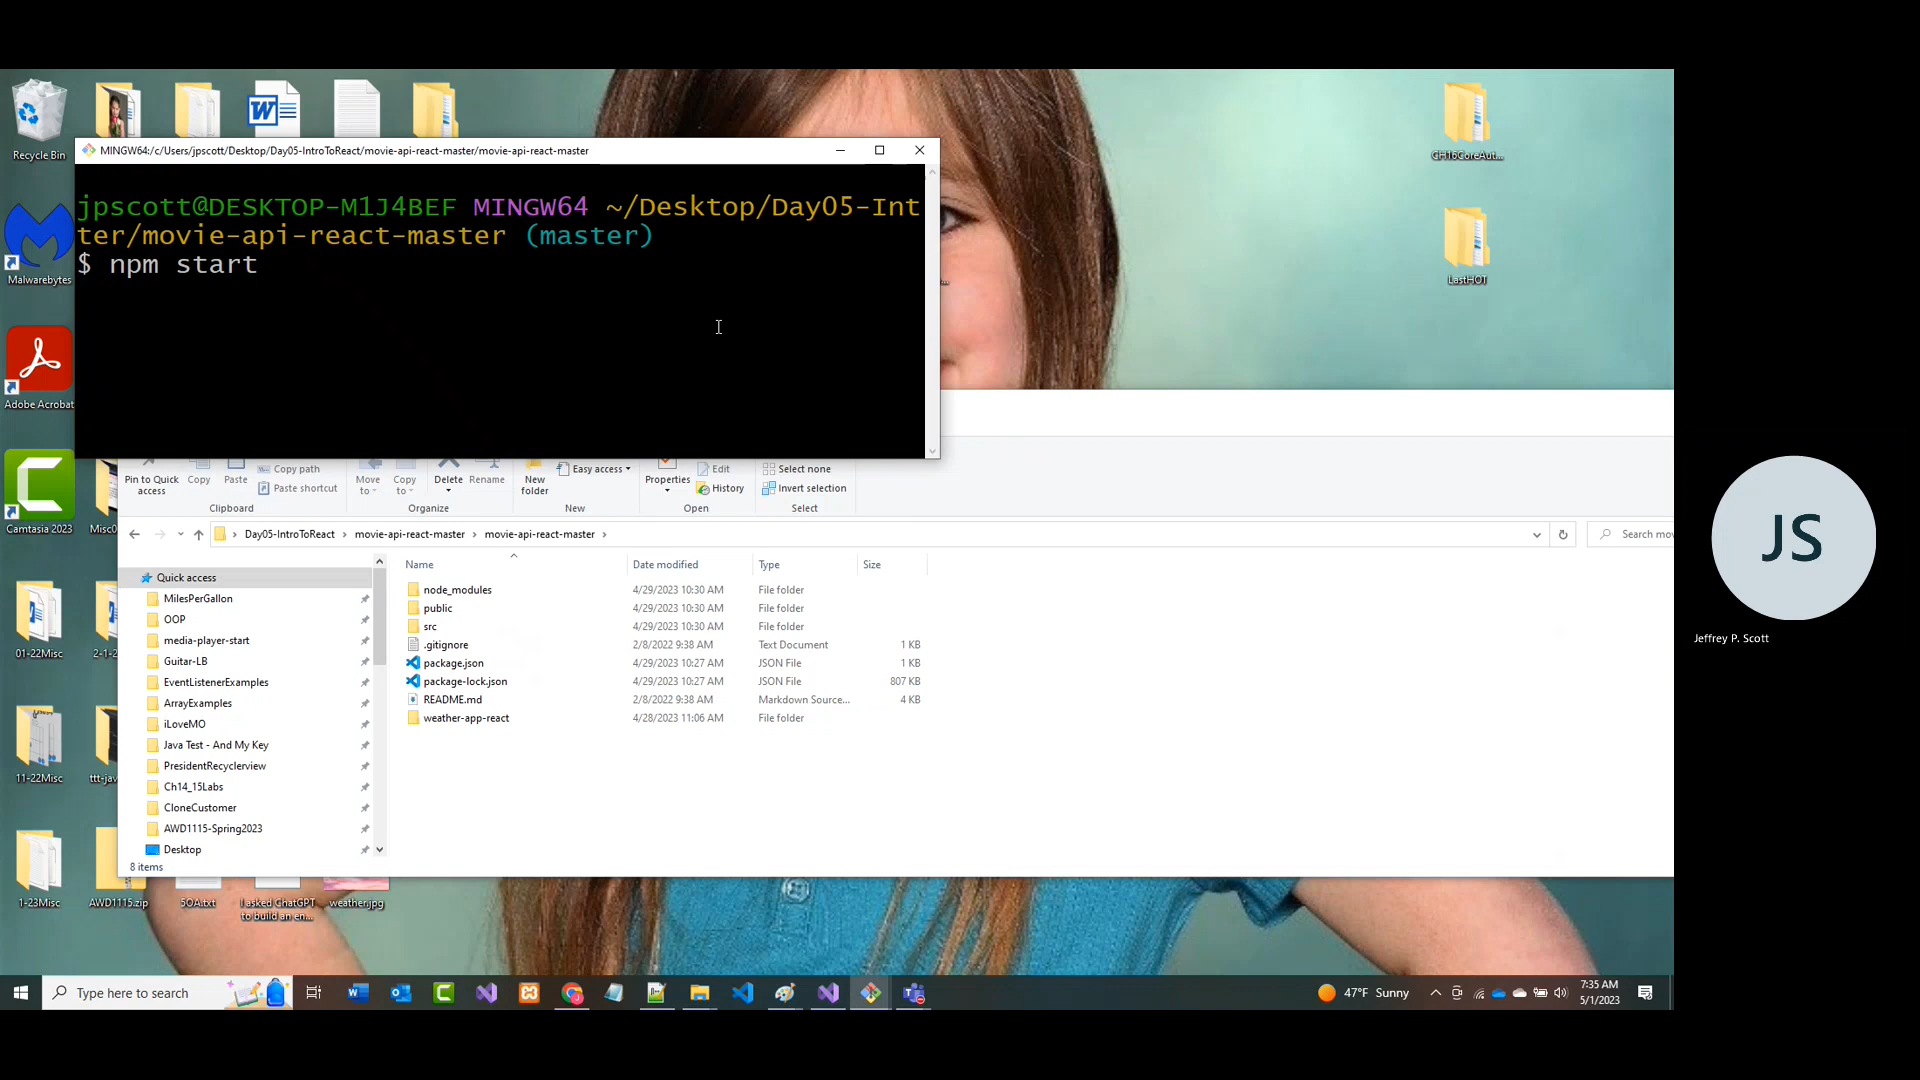 Recycle Bin
CH16CoreAut...
MINGW64:/c/Users/jpscott/Desktop/Day05-IntroToReact/movie-api-react-master/movie-api-react-master
jpscott@DESKTOP-M1J4BEF MINGW64 ~/Desktop/Day05-Int
ter/movie-api-react-master (master)
$ npm start
Malwarebytes
LastHOT
Adobe Acrobat
Camtasia 2023
Misc0
Pin to Quick
access
Copy
Paste
Copy path
Paste shortcut
Clipboard
Move
to
Copy
to
Delete
Rename
Organize
New
folder
Easy access
New
Properties
Edit
History
Open
Select none
Invert selection
Select
Day05-IntroToReact > movie-api-react-master > movie-api-react-master >
Search mov
Name Date modified Type Size
Quick access
MilesPerGallon
OOP
media-player-start
Guitar-LB
EventListenerExamples
ArrayExamples
iLoveMO
Java Test - And My Key
PresidentRecyclerview
Ch14_15Labs
CloneCustomer
AWD1115-Spring2023
Desktop
node_modules 4/29/2023 10:30 AM File folder
public 4/29/2023 10:30 AM File folder
src 4/29/2023 10:30 AM File folder
.gitignore 2/8/2022 9:38 AM Text Document 1 KB
package.json 4/29/2023 10:27 AM JSON File 1 KB
package-lock.json 4/29/2023 10:27 AM JSON File 807 KB
README.md 2/8/2022 9:38 AM Markdown Source... 4 KB
weather-app-react 4/28/2023 11:06 AM File folder
8 items
01-22Misc
2-1-2
11-22Misc
ttt-jav
1-23Misc
AWD1115.zip
5OA.txt
I asked ChatGPT
to build an en...
weather.jpg
JS
Jeffrey P. Scott
Type here to search
47°F Sunny
7:35 AM
5/1/2023